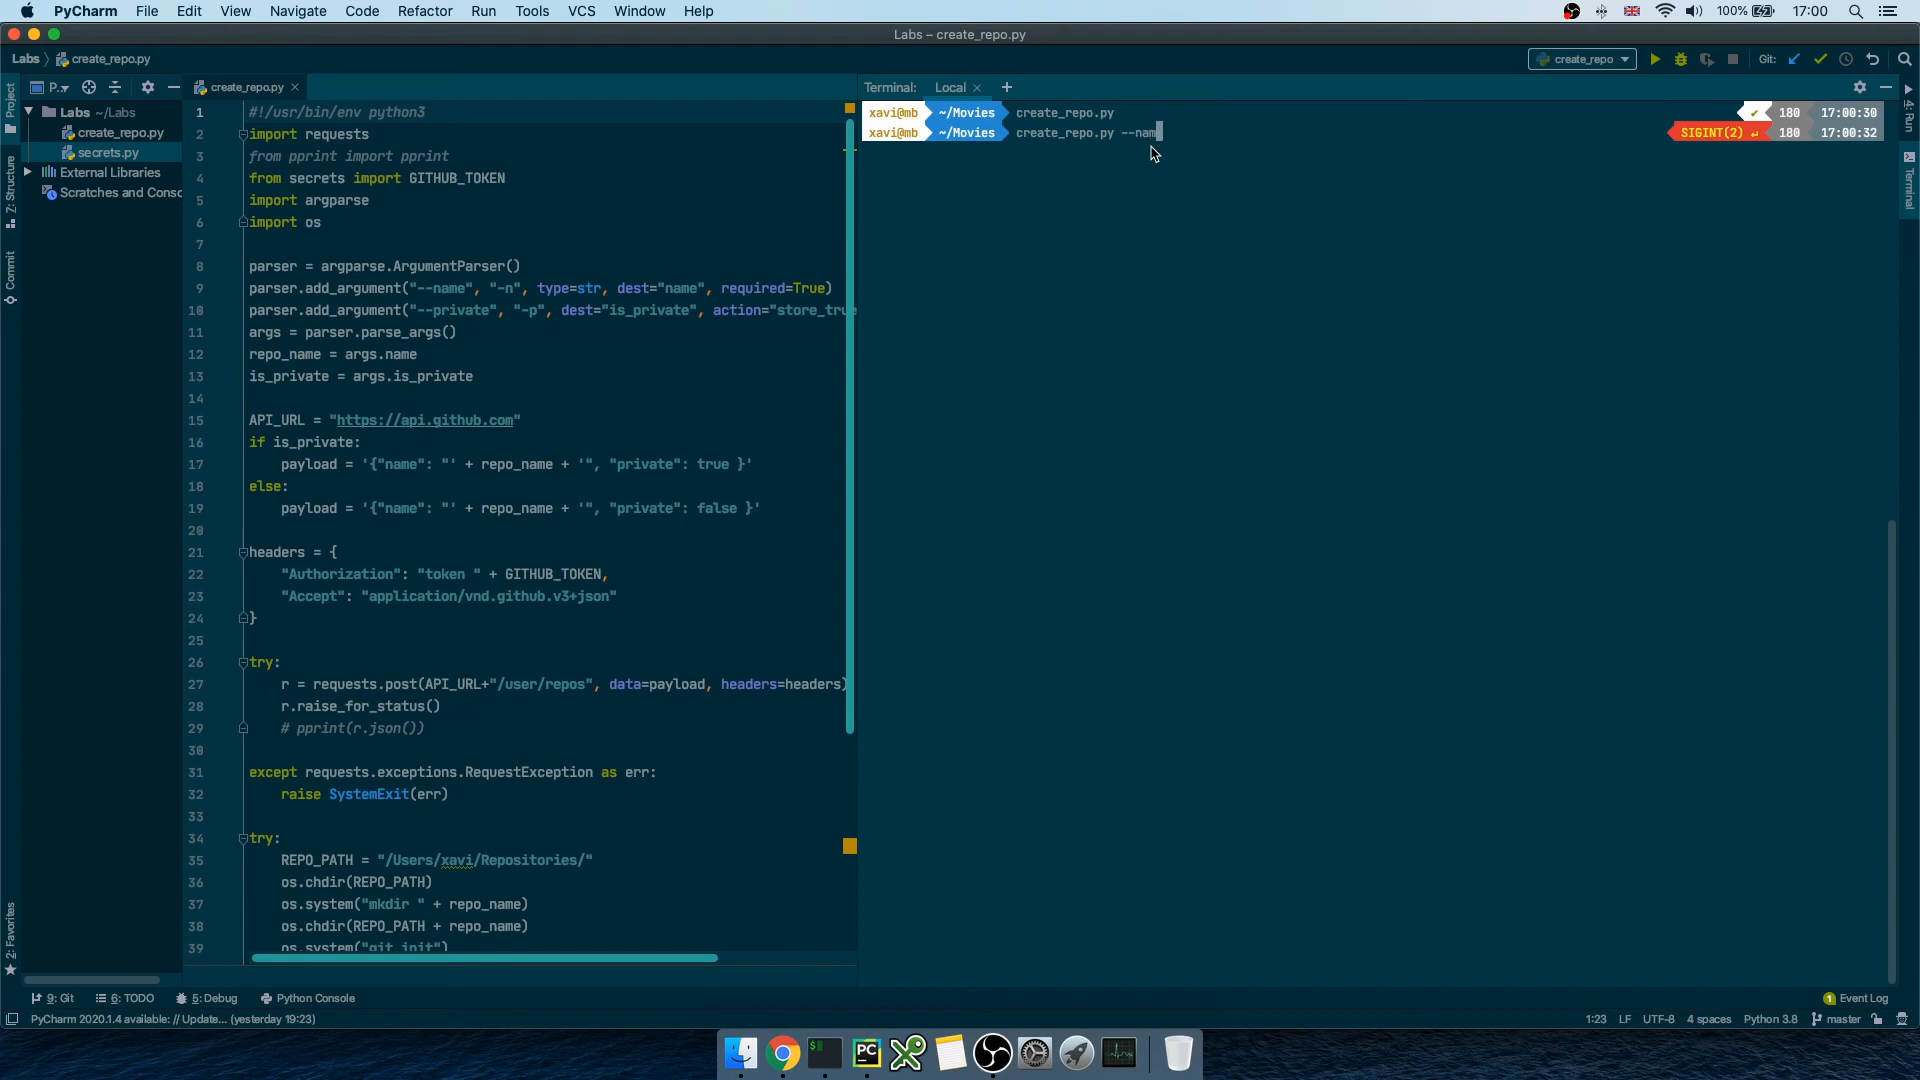 PyCharm File Edit View Navigate Code Refactor Run Tools VCS Window Help 100% 17:00
Labs – create_repo.py
Labs create_repo.py create_repo Git:
Project P.. create_repo.py Terminal: Local
Labs ~/Labs
create_repo.py
secrets.py
External Libraries
Scratches and Consc
1 #!/usr/bin/env python3
2 import requests
3 from pprint import pprint
4 from secrets import GITHUB_TOKEN
5 import argparse
6 import os
7
8 parser = argparse.ArgumentParser()
9 parser.add_argument("--name", "-n", type=str, dest="name", required=True)
10 parser.add_argument("--private", "-p", dest="is_private", action="store_true
11 args = parser.parse_args()
12 repo_name = args.name
13 is_private = args.is_private
14
15 API_URL = "https://api.github.com"
16 if is_private:
17 payload = '{"name": "' + repo_name + '", "private": true }'
18 else:
19 payload = '{"name": "' + repo_name + '", "private": false }'
20
21 headers = {
22 "Authorization": "token " + GITHUB_TOKEN,
23 "Accept": "application/vnd.github.v3+json"
24 }
25
26 try:
27 r = requests.post(API_URL+"/user/repos", data=payload, headers=headers)
28 r.raise_for_status()
29 # pprint(r.json())
30
31 except requests.exceptions.RequestException as err:
32 raise SystemExit(err)
33
34 try:
35 REPO_PATH = "/Users/xavi/Repositories/"
36 os.chdir(REPO_PATH)
37 os.system("mkdir " + repo_name)
38 os.chdir(REPO_PATH + repo_name)
39 os.system("git init")
xavi@mb ~/Movies create_repo.py ✔ 180 17:00:30
xavi@mb ~/Movies create_repo.py --nam SIGINT(2) ↵ 180 17:00:32
7: Structure
Commit
2: Favorites
4: Run
Terminal
9: Git 6: TODO 5: Debug Python Console 1 Event Log
PyCharm 2020.1.4 available: // Update... (yesterday 19:23) 1:23 LF UTF-8 4 spaces Python 3.8 master
$
PC